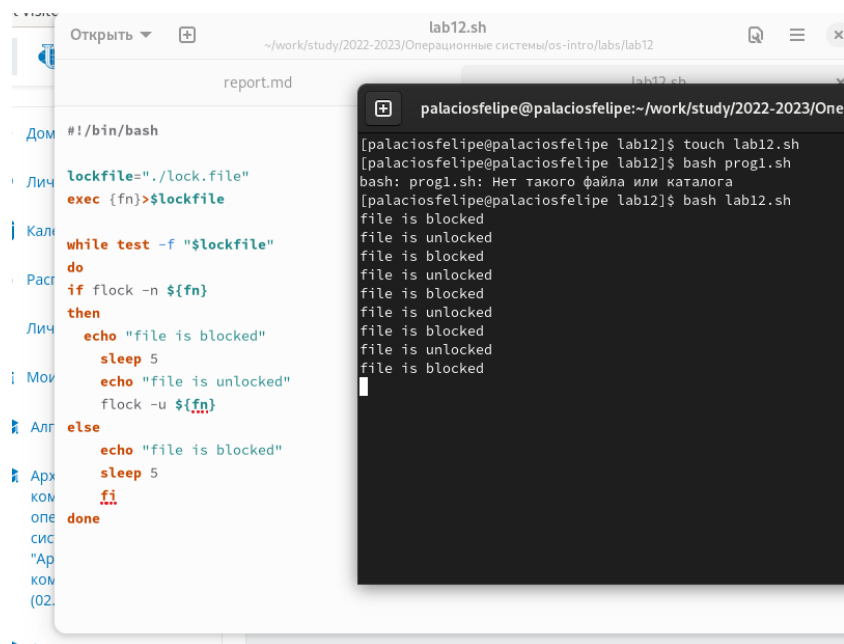 Открыть
lab12.sh
~/work/study/2022-2023/Операционные системы/os-intro/labs/lab12
report.md
lab12.sh
#!/bin/bash
lockfile="./lock.file"
exec {fn}>$lockfile
while test -f "$lockfile"
do
if flock -n ${fn}
then
echo "file is blocked"
sleep 5
echo "file is unlocked"
flock -u ${fn}
else
echo "file is blocked"
sleep 5
fi
done
palaciosfelipe@palaciosfelipe:~/work/study/2022-2023/Опе
[palaciosfelipe@palaciosfelipe lab12]$ touch lab12.sh
[palaciosfelipe@palaciosfelipe lab12]$ bash prog1.sh
bash: prog1.sh: Нет такого файла или каталога
[palaciosfelipe@palaciosfelipe lab12]$ bash lab12.sh
file is blocked
file is unlocked
file is blocked
file is unlocked
file is blocked
file is unlocked
file is blocked
file is unlocked
file is blocked
Дом
Лич
Кале
Расп
Лич
Мои
Алг
Арх
ком
опе
сис
"Ар
ком
(02.